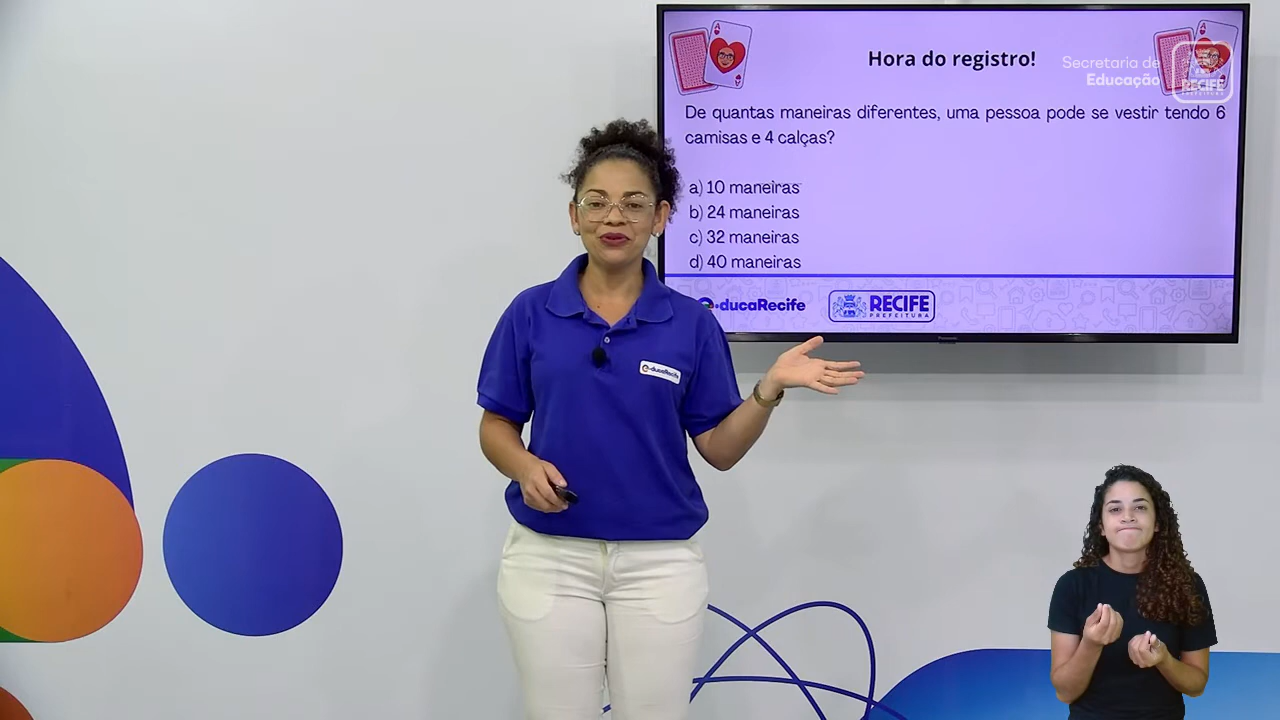 Hora do registro!
Secretaria de
Educação
RECIFE
PREFEITURA
De quantas maneiras diferentes, uma pessoa pode se vestir tendo 6
camisas e 4 calças?
a) 10 maneiras
b) 24 maneiras
c) 32 maneiras
d) 40 maneiras
e·ducaRecife
RECIFE
PREFEITURA
e·ducaRecife